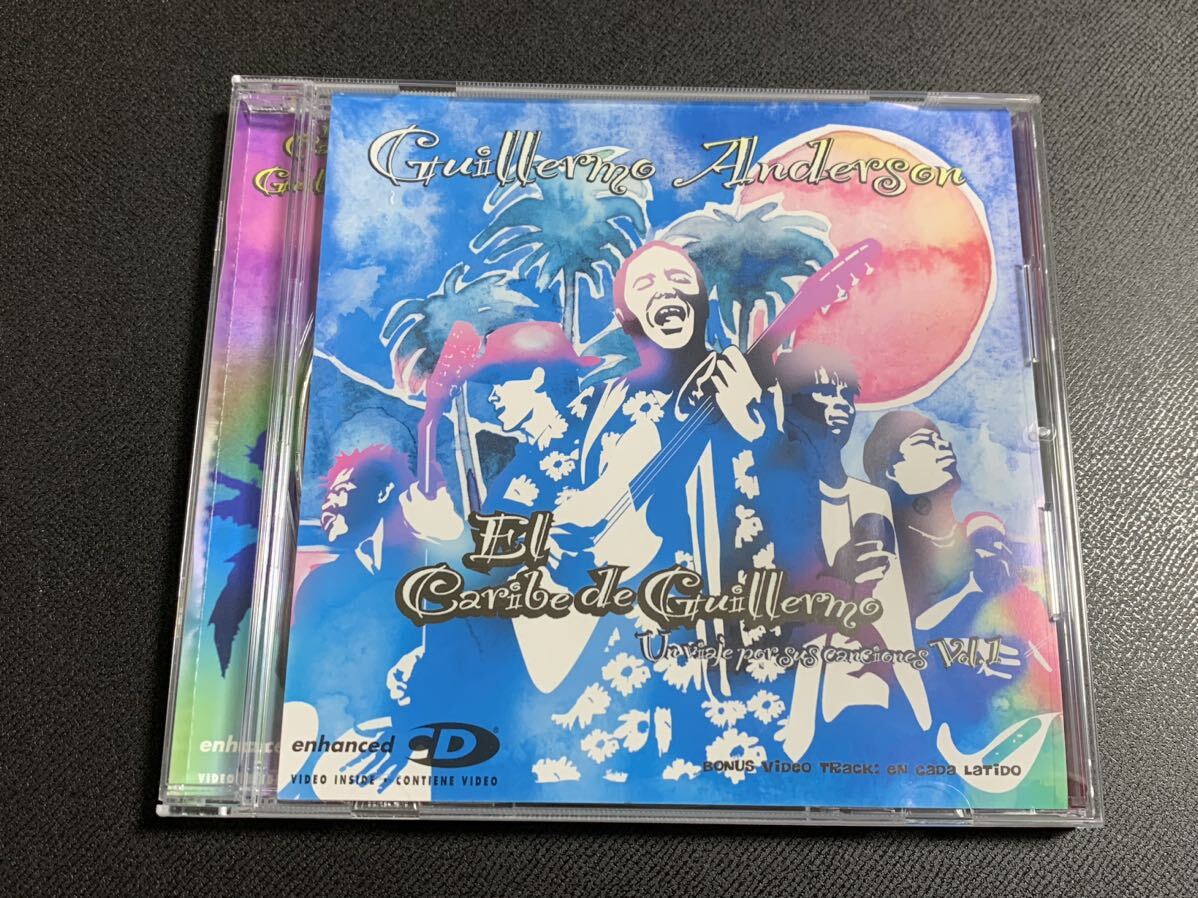 Guillermo Anderson
El
Caribe de Guillermo
Un viaje por sus canciones Vol. 1
enhanced CD
VIDEO INSIDE • CONTIENE VIDEO
BONUS VIDEO TRACK: EN CADA LATIDO